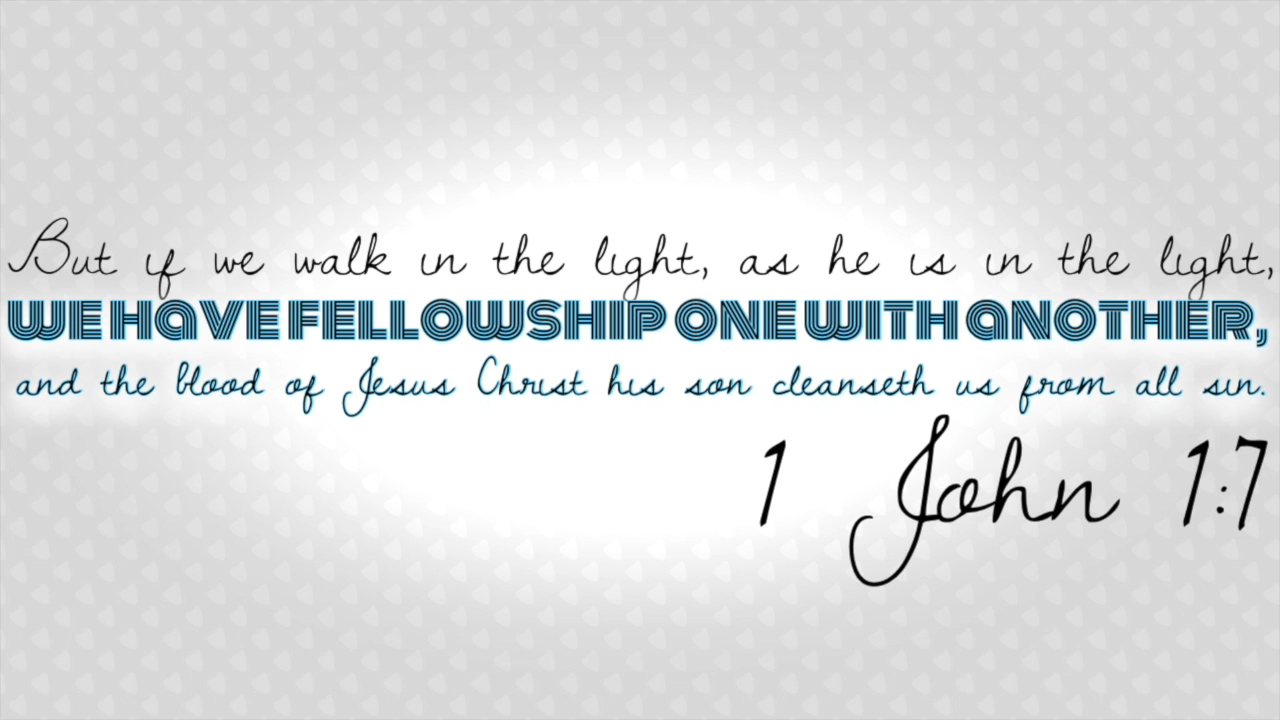 But if we walk in the light, as he is in the light,
WE HAVE FELLOWSHIP ONE WITH ANOTHER,
and the blood of Jesus Christ his son cleanseth us from all sin.
1 John 1:7